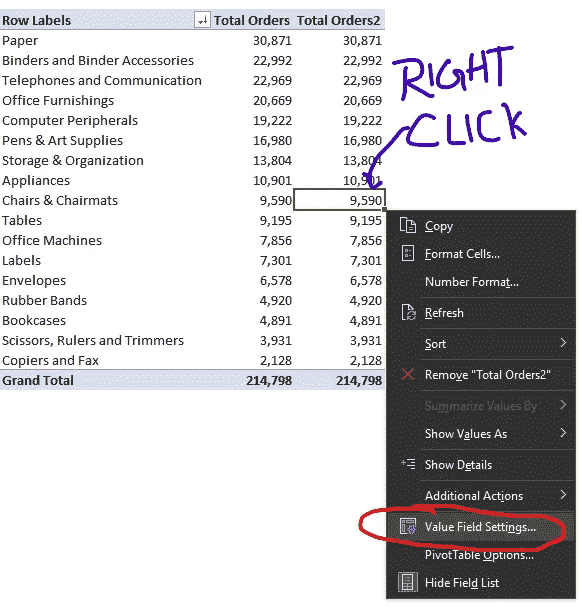 Row Labels Total Orders Total Orders2
Paper 30,871 30,871
Binders and Binder Accessories 22,992 22,992
Telephones and Communication 22,969 22,969
Office Furnishings 20,669 20,669
Computer Peripherals 19,222 19,222
Pens & Art Supplies 16,980 16,980
Storage & Organization 13,804 13,804
Appliances 10,901 10,901
Chairs & Chairmats 9,590 9,590
Tables 9,195 9,195
Office Machines 7,856 7,856
Labels 7,301 7,301
Envelopes 6,578 6,578
Rubber Bands 4,920 4,920
Bookcases 4,891 4,891
Scissors, Rulers and Trimmers 3,931 3,931
Copiers and Fax 2,128 2,128
Grand Total 214,798 214,798
RIGHT
CLICK
Copy
Format Cells...
Number Format...
Refresh
Sort
Remove "Total Orders2"
Summarize Values By
Show Values As
Show Details
Additional Actions
Value Field Settings...
PivotTable Options...
Hide Field List